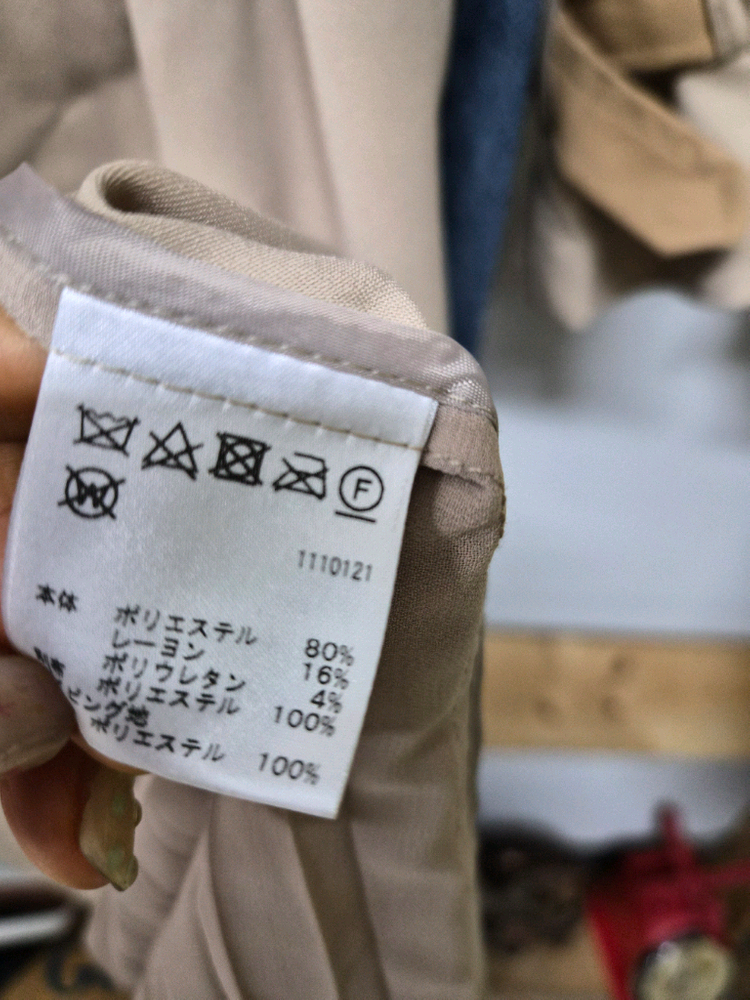 F
W
1110121
本体
ポリエステル 80%
レーヨン 16%
ポリウレタン 4%
ポリエステル 100%
ピング地
ポリエステル 100%